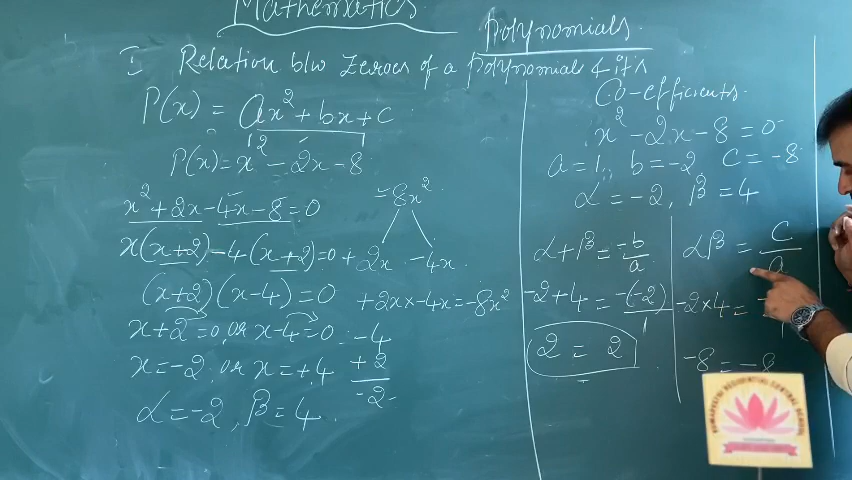 Mathematics
Polynomials.
I Relation b/w Zeroes of a polynomials & it's
Co-efficients.
P(x) = ax² + bx + c
P(x) = x² - 2x - 8
x² + 2x - 4x - 8 = 0
x(x+2) - 4(x+2) = 0
(x+2)(x-4) = 0
x+2=0, or x-4=0
x = -2, or x = +4
α = -2, β = 4.
-8x²
+2x -4x
+2x × -4x = -8x²
-4
+2
-2
x² - 2x - 8 = 0
a = 1, b = -2 c = -8
α = -2, β = 4
α+β = -b/a
-2+4 = -(-2)/1
2 = 2
αβ = c/a
-2×4 =
-8 = -8